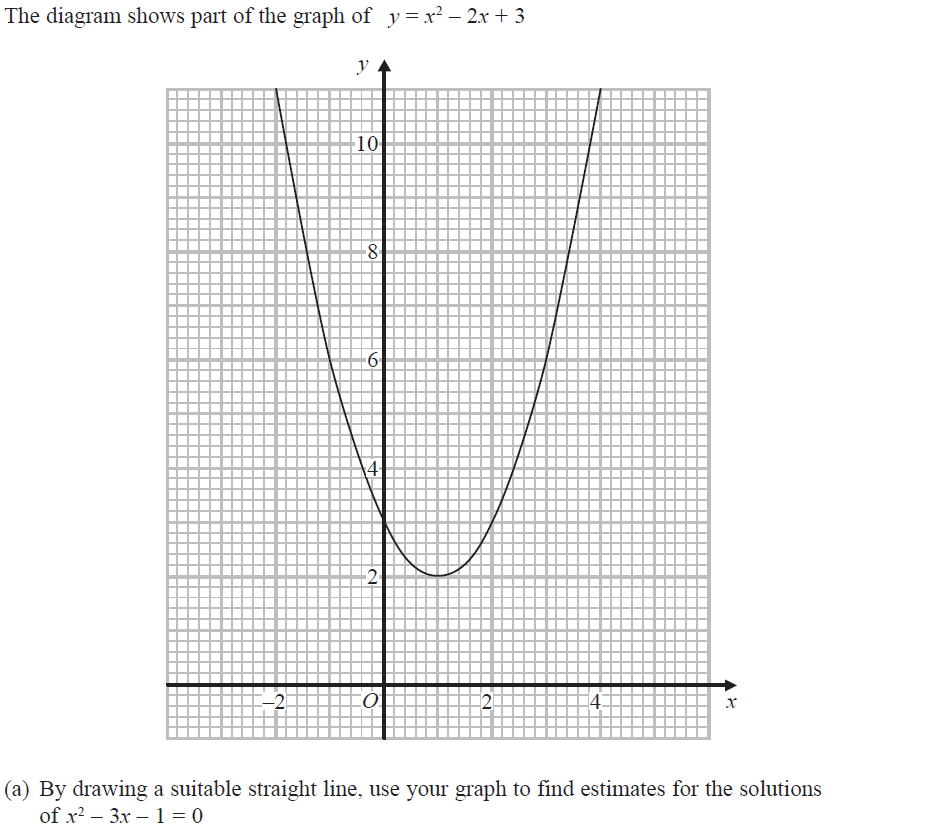 The diagram shows part of the graph of y = x² – 2x + 3
y
10
8
6
4
2
–2
O
2
4
x
(a) By drawing a suitable straight line, use your graph to find estimates for the solutions
of x² – 3x – 1 = 0